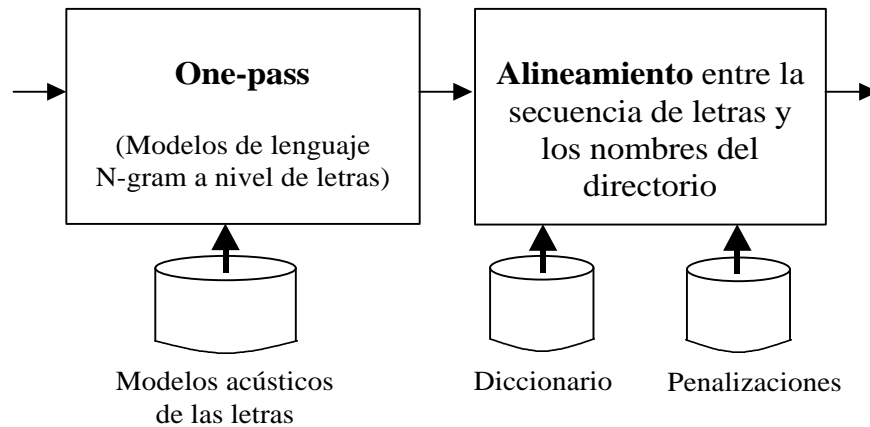 One-pass
(Modelos de lenguaje
N-gram a nivel de letras)
Alineamiento entre la
secuencia de letras y
los nombres del
directorio
Modelos acústicos
de las letras
Diccionario
Penalizaciones